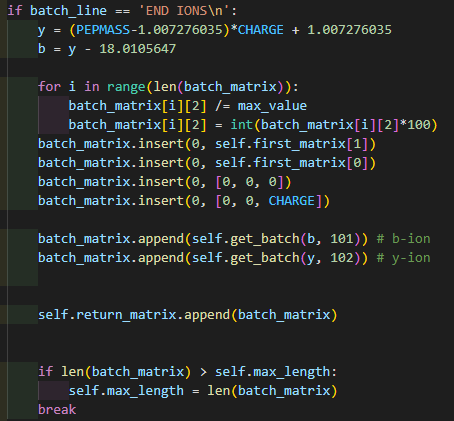 if batch_line == 'END IONS\n':
    y = (PEPMASS-1.007276035)*CHARGE + 1.007276035
    b = y - 18.0105647

    for i in range(len(batch_matrix)):
        batch_matrix[i][2] /= max_value
        batch_matrix[i][2] = int(batch_matrix[i][2]*100)
    batch_matrix.insert(0, self.first_matrix[1])
    batch_matrix.insert(0, self.first_matrix[0])
    batch_matrix.insert(0, [0, 0, 0])
    batch_matrix.insert(0, [0, 0, CHARGE])

    batch_matrix.append(self.get_batch(b, 101)) # b-ion
    batch_matrix.append(self.get_batch(y, 102)) # y-ion


    self.return_matrix.append(batch_matrix)


    if len(batch_matrix) > self.max_length:
        self.max_length = len(batch_matrix)
    break